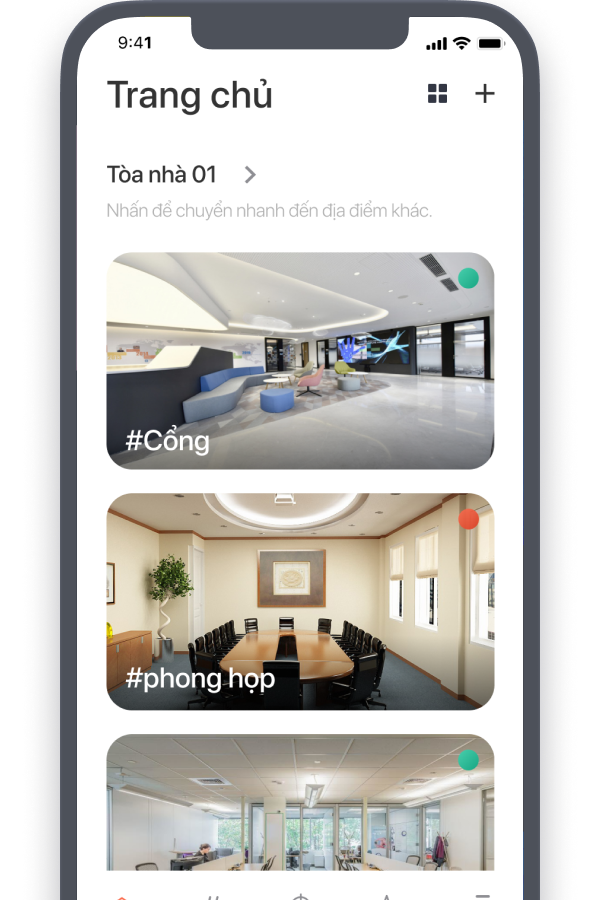 9:41
Trang chủ
Tòa nhà 01
Nhấn để chuyển nhanh đến địa điểm khác.
#Cổng
#phong họp